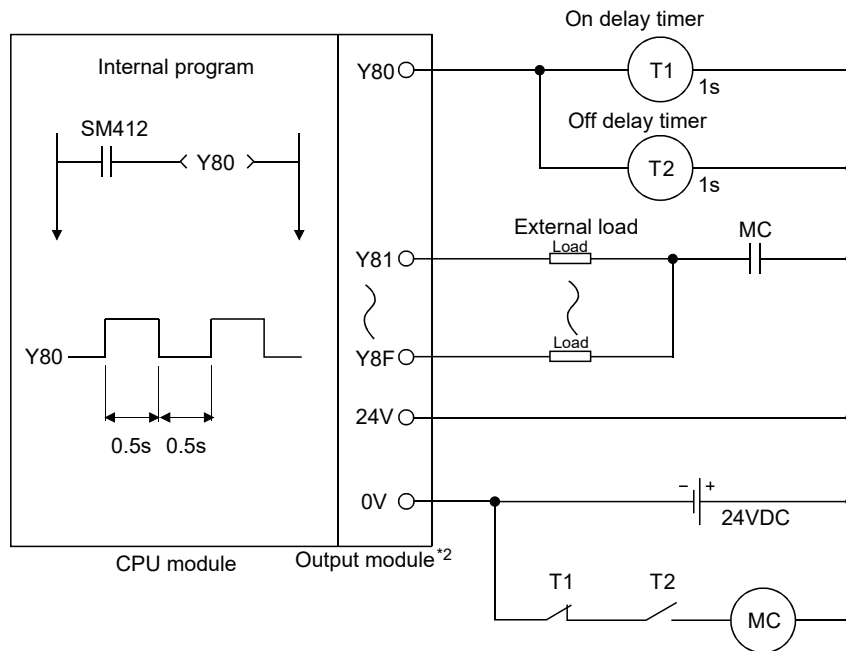 On delay timer
Internal program
Y80
T1
1s
SM412
Off delay timer
Y80
T2
1s
External load
MC
Y81
Load
Y80
Y8F
Load
24V
0.5s 0.5s
0V
− +
24VDC
CPU module
Output module*2
T1
T2
MC